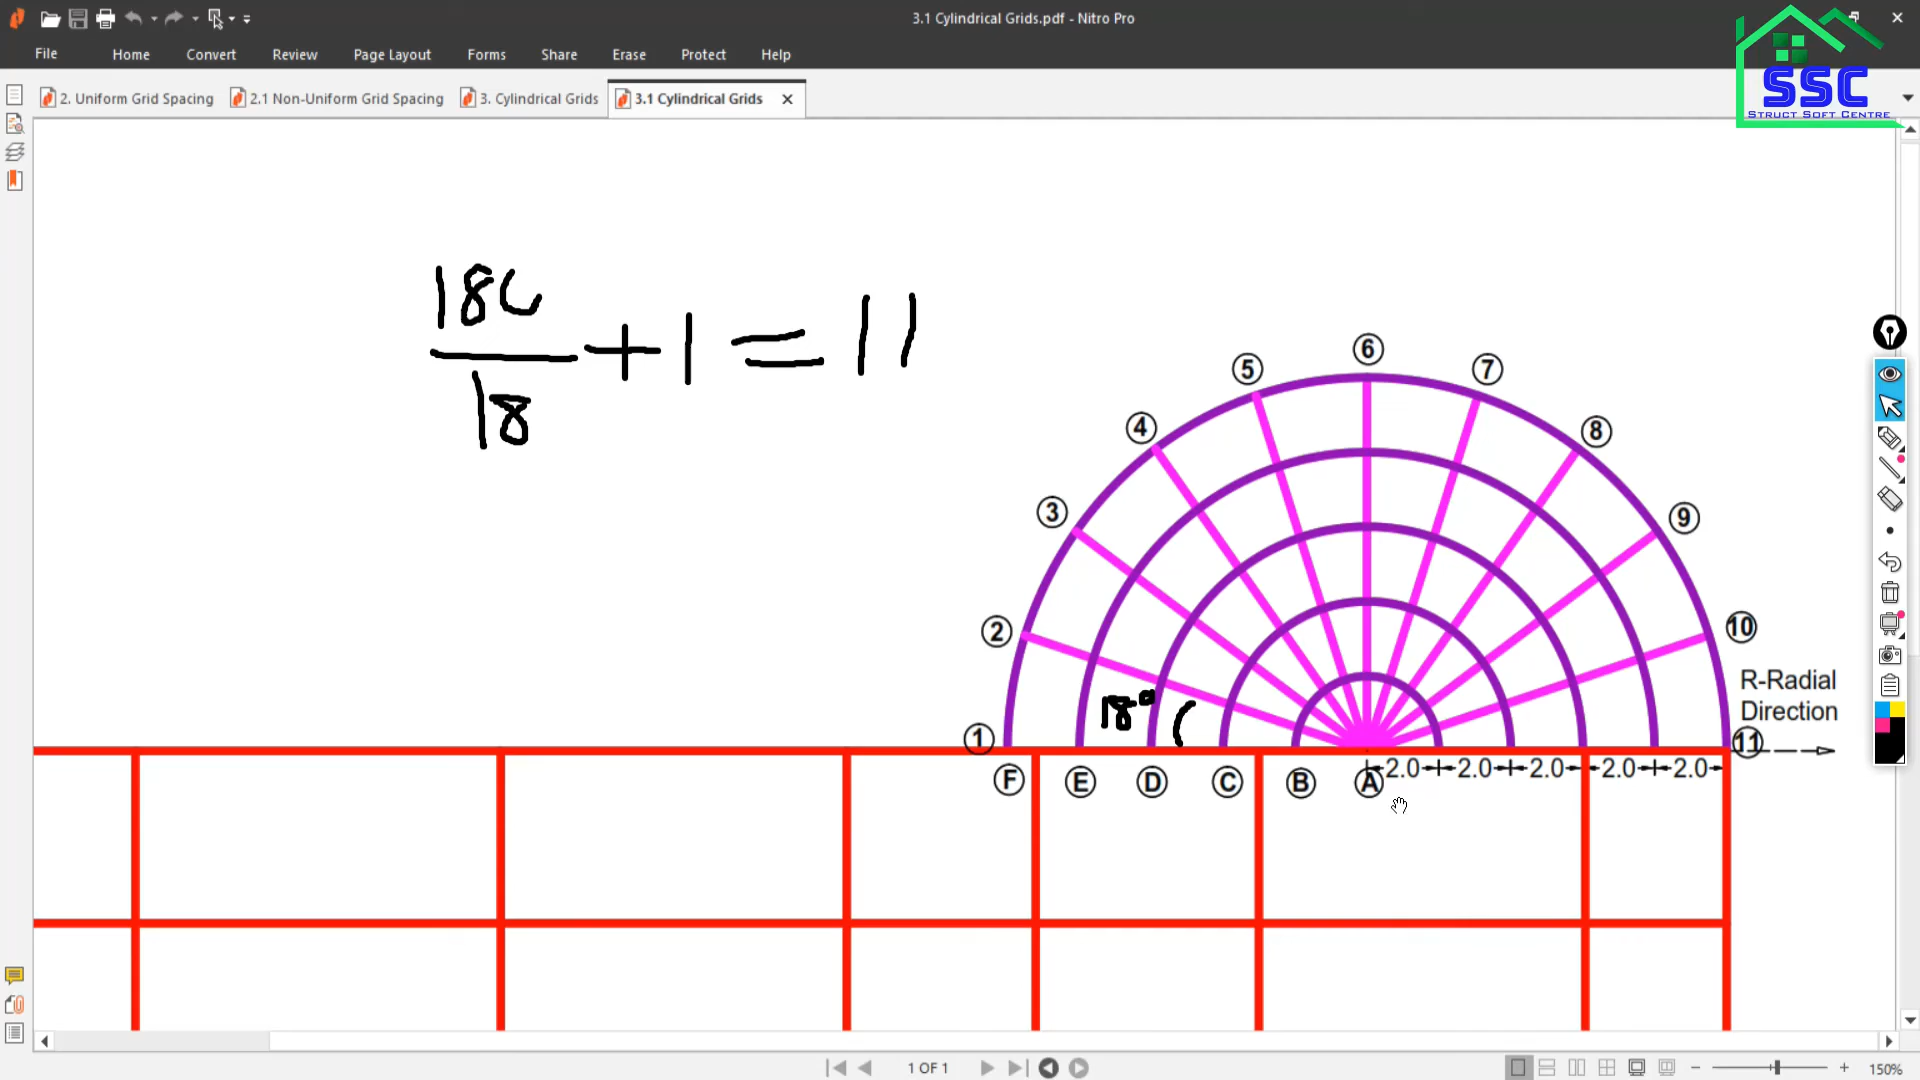 3.1 Cylindrical Grids.pdf - Nitro Pro
File Home Convert Review Page Layout Forms Share Erase Protect Help
2. Uniform Grid Spacing 2.1 Non-Uniform Grid Spacing 3. Cylindrical Grids 3.1 Cylindrical Grids
SSC
STRUCT SOFT CENTRE
180
18
+ 1 = 11
6
5 7
4 8
3 9
2 10
R-Radial
Direction
18°
1 11
2.0 2.0 2.0 2.0 2.0
F E D C B A
1 OF 1
150%